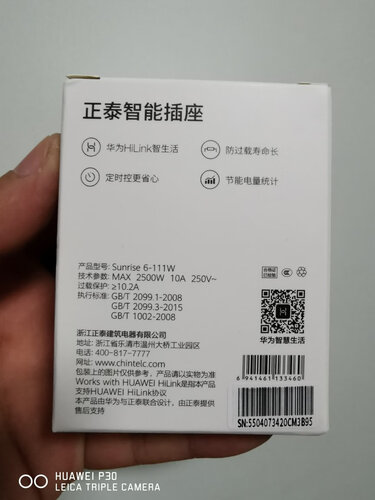 正泰智能插座
华为HiLink智生活
防过载寿命长
定时控更省心
节能电量统计
产品型号: Sunrise 6-111W
技术参数: MAX 2500W 10A 250V~
过载保护: ≥10.2A
执行标准: GB/T 2099.1-2008
GB/T 2099.3-2015
GB/T 1002-2008
合格证
检01
华为智慧生活
浙江正泰建筑电器有限公司
地址: 浙江省乐清市温州大桥工业园区
电话: 400-817-7777
网址: www.chintelc.com
包装上的图片仅供参考, 产品请以实物为准
Works with HUAWEI HiLink是指本产品
支持HUAWEI HiLink协议
本产品由华为与正泰联合设计, 由正泰提供
售后支持
6 941461 133460
SN:5504073420CM3B95
HUAWEI P30
LEICA TRIPLE CAMERA